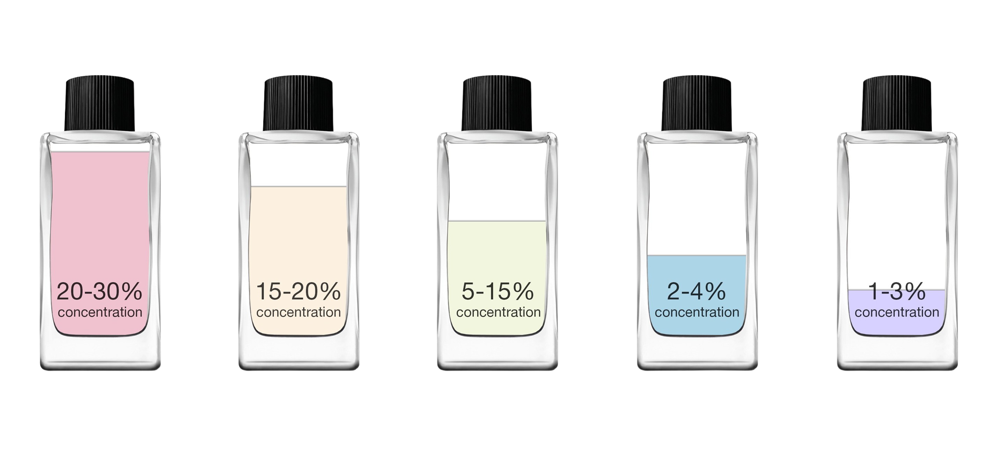 20-30%
concentration
15-20%
concentration
5-15%
concentration
2-4%
concentration
1-3%
concentration